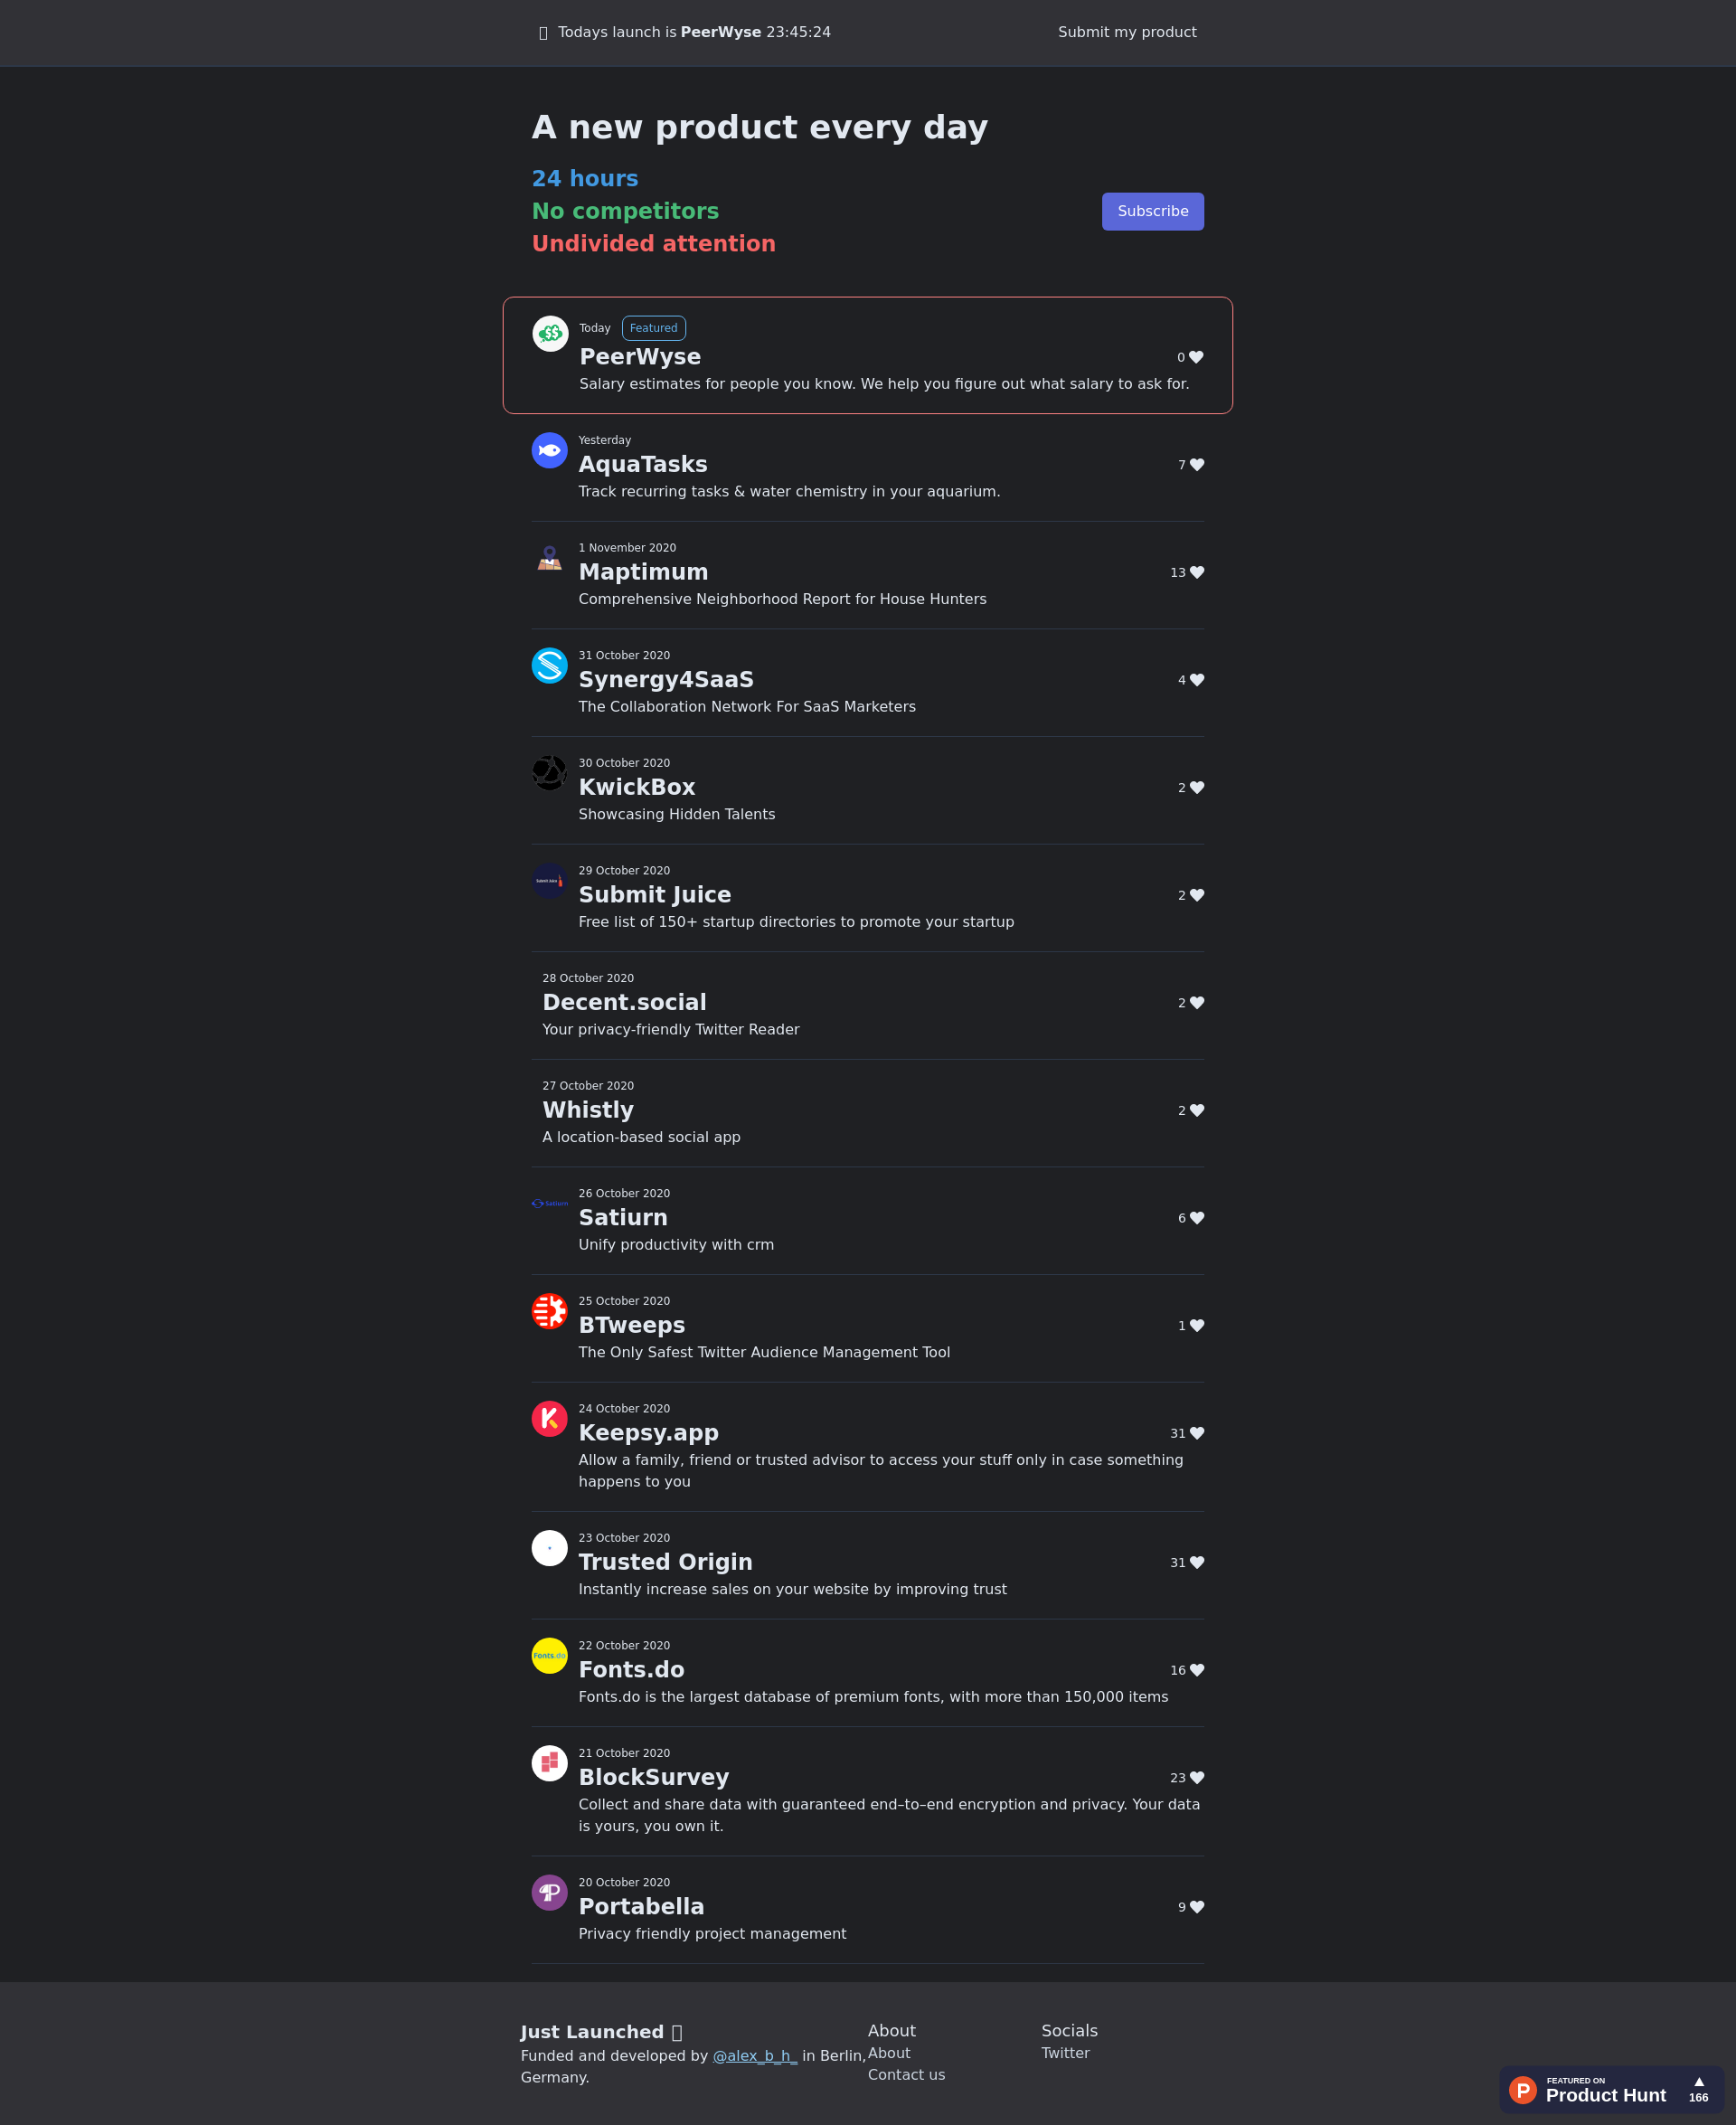 Todays launch is PeerWyse 23:45:24
Submit my product
A new product every day
24 hours
No competitors
Undivided attention
Subscribe
Today
Featured
PeerWyse
0
Salary estimates for people you know. We help you figure out what salary to ask for.
Yesterday
AquaTasks
7
Track recurring tasks & water chemistry in your aquarium.
1 November 2020
Maptimum
13
Comprehensive Neighborhood Report for House Hunters
31 October 2020
Synergy4SaaS
4
The Collaboration Network For SaaS Marketers
30 October 2020
KwickBox
2
Showcasing Hidden Talents
Submit Juice
29 October 2020
Submit Juice
2
Free list of 150+ startup directories to promote your startup
28 October 2020
Decent.social
2
Your privacy-friendly Twitter Reader
27 October 2020
Whistly
2
A location-based social app
Satiurn
26 October 2020
Satiurn
6
Unify productivity with crm
25 October 2020
BTweeps
1
The Only Safest Twitter Audience Management Tool
24 October 2020
Keepsy.app
31
Allow a family, friend or trusted advisor to access your stuff only in case something
happens to you
23 October 2020
Trusted Origin
31
Instantly increase sales on your website by improving trust
Fonts.do
22 October 2020
Fonts.do
16
Fonts.do is the largest database of premium fonts, with more than 150,000 items
21 October 2020
BlockSurvey
23
Collect and share data with guaranteed end–to–end encryption and privacy. Your data
is yours, you own it.
20 October 2020
Portabella
9
Privacy friendly project management
Just Launched
Funded and developed by @alex_b_h_ in Berlin,
Germany.
About
About
Contact us
Socials
Twitter
P
FEATURED ON
Product Hunt
166